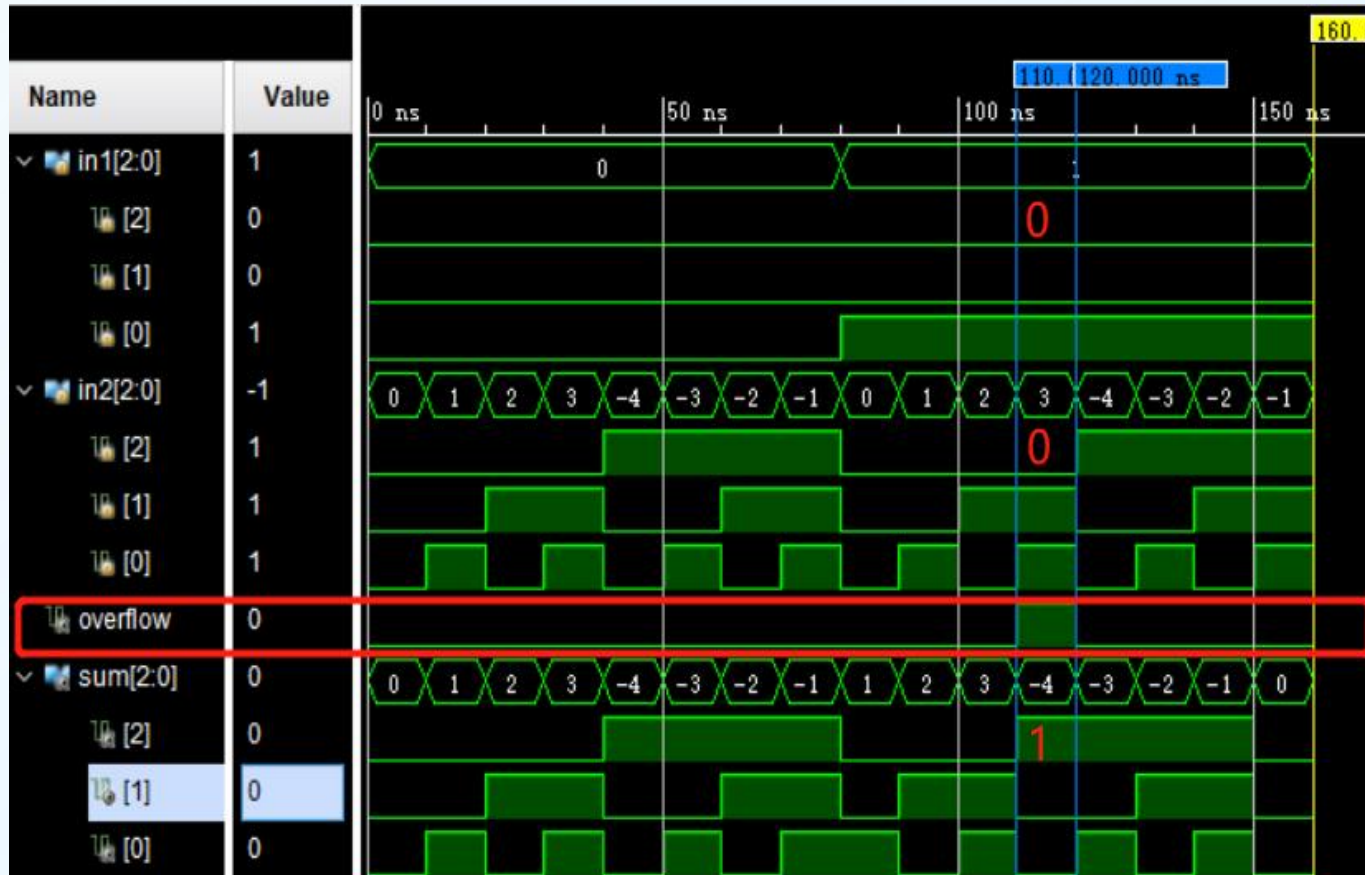 160.
110. 120.000 ns
Name Value
0 ns 50 ns 100 ns 150 ns
in1[2:0] 1 0 1
[2] 0 0
[1] 0
[0] 1
in2[2:0] -1 0 1 2 3 -4 -3 -2 -1 0 1 2 3 -4 -3 -2 -1
[2] 1 0
[1] 1
[0] 1
overflow 0
sum[2:0] 0 0 1 2 3 -4 -3 -2 -1 1 2 3 -4 -3 -2 -1 0
[2] 0 1
[1] 0
[0] 0